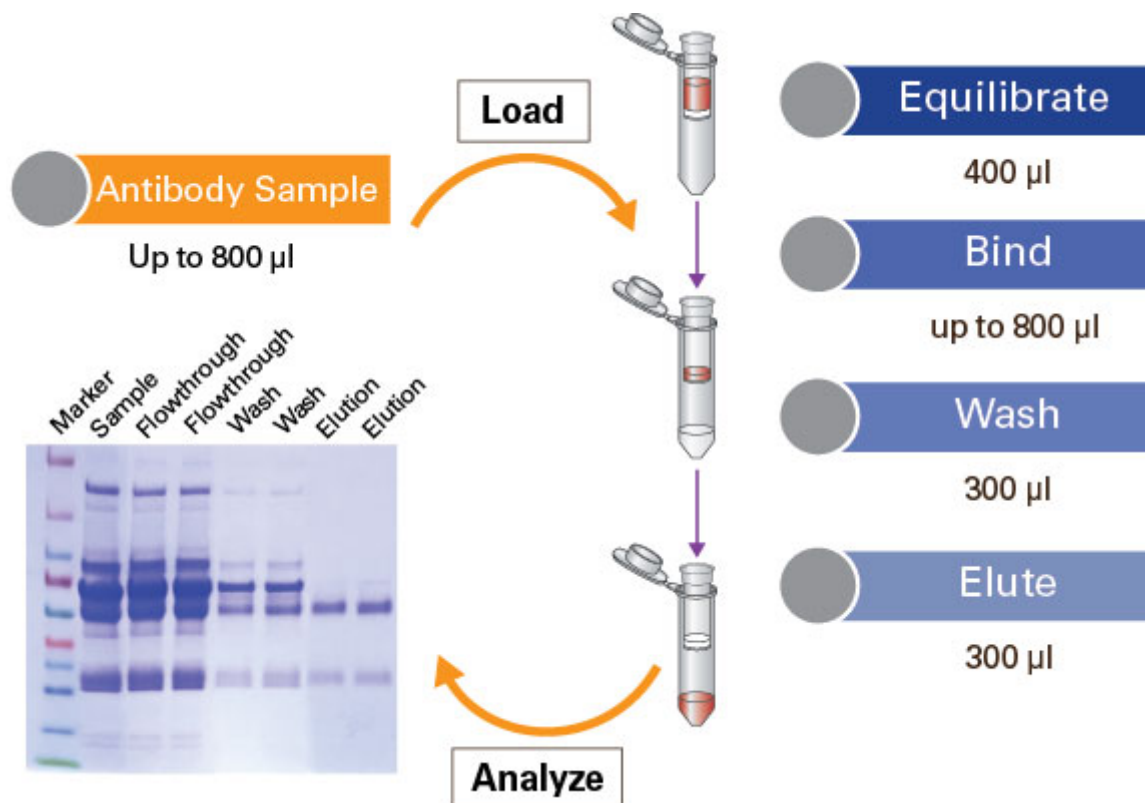 Load
Antibody Sample
Up to 800 µl
Equilibrate
400 µl
Bind
up to 800 µl
Wash
300 µl
Elute
300 µl
Marker
Sample
Flowthrough
Flowthrough
Wash
Wash
Elution
Elution
Analyze